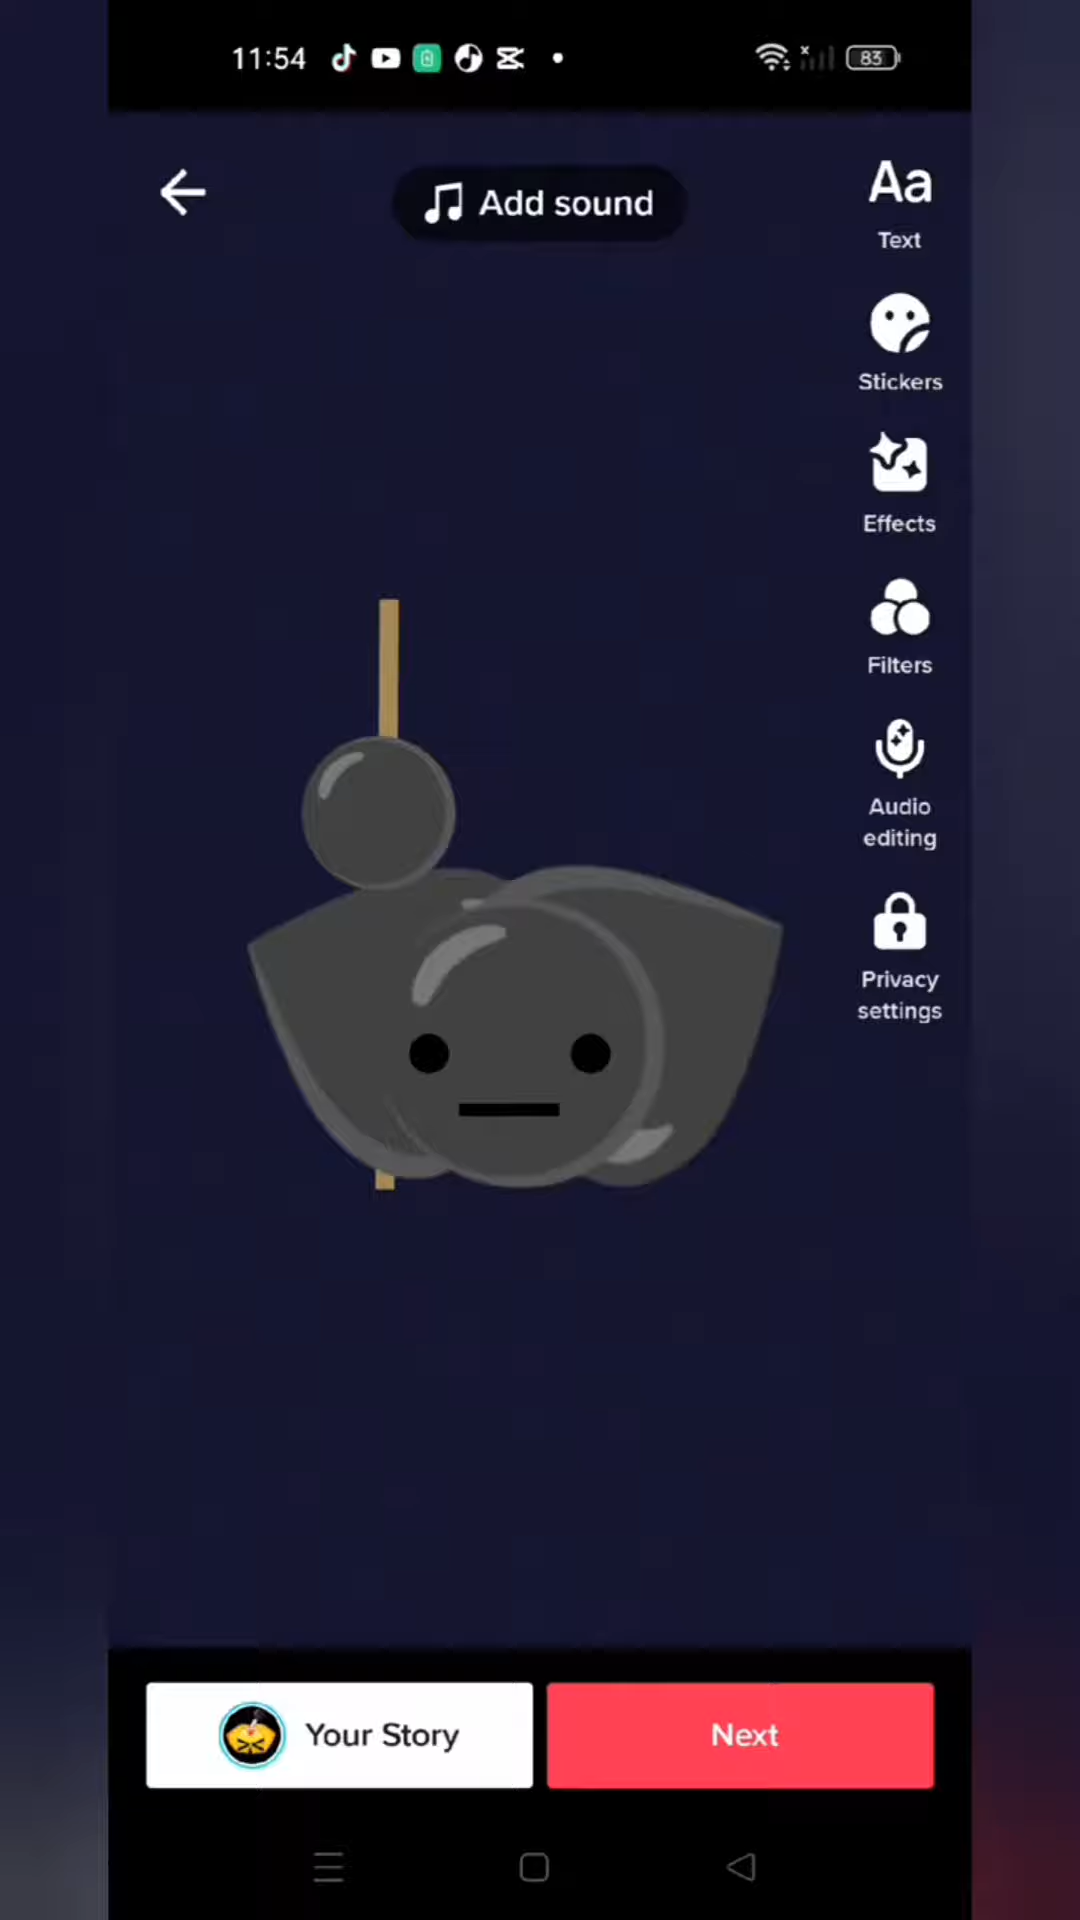 11:54
83
Add sound
Aa
Text
Stickers
Effects
Filters
Audio
editing
Privacy
settings
Your Story
Next